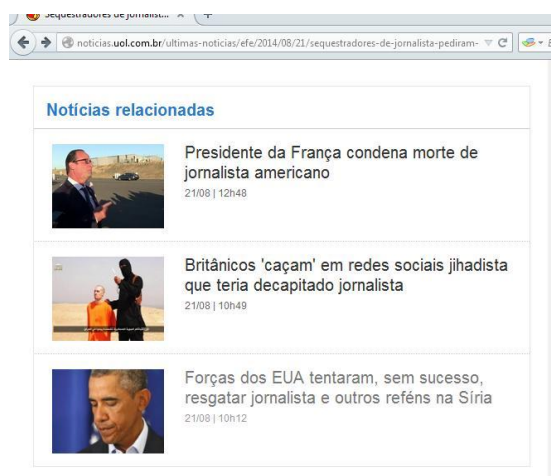 Sequestradores de jornalist...
noticias.uol.com.br/ultimas-noticias/efe/2014/08/21/sequestradores-de-jornalista-pediram-
Notícias relacionadas
Presidente da França condena morte de
jornalista americano
21/08 | 12h48
Britânicos 'caçam' em redes sociais jihadista
que teria decapitado jornalista
21/08 | 10h49
Forças dos EUA tentaram, sem sucesso,
resgatar jornalista e outros reféns na Síria
21/08 | 10h12